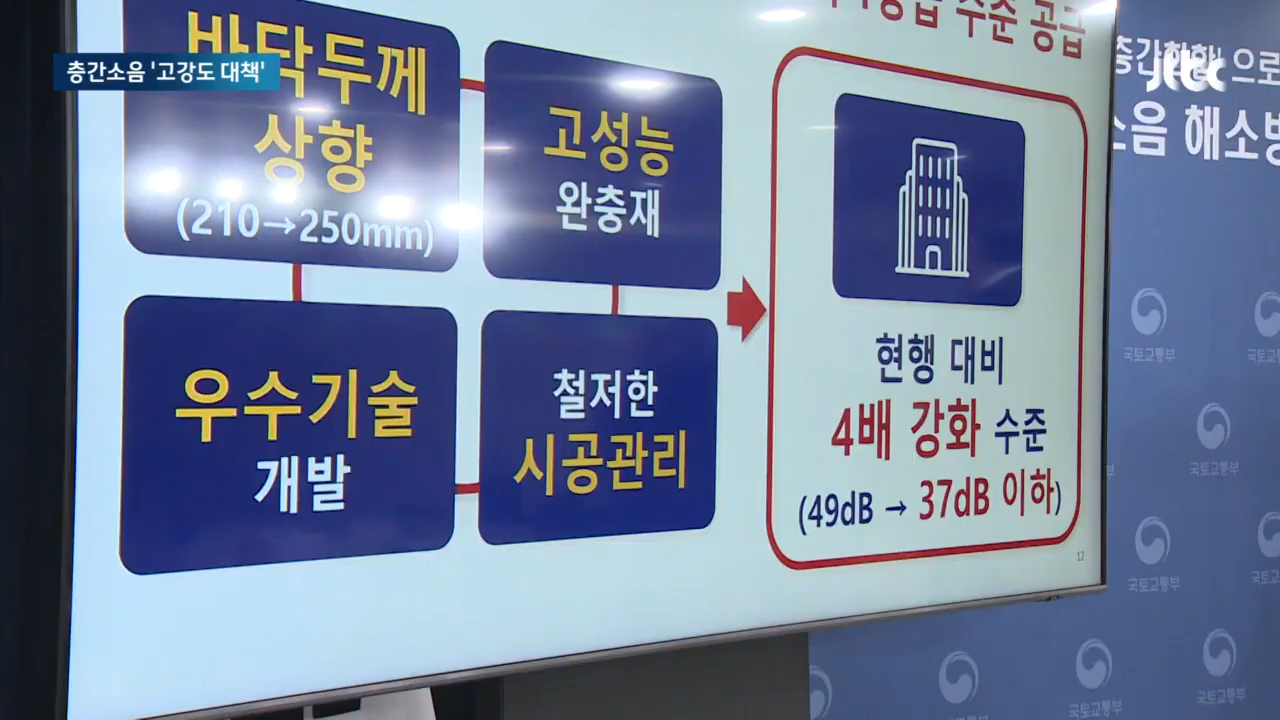 층간소음 '고강도 대책'
jtbc
바닥두께
상향
(210→250mm)
고성능
완충재
우수기술
개발
철저한
시공관리
수준 공급
현행 대비
4배 강화 수준
(49dB → 37dB 이하)
12
으로
소음 해소방
국토교통부
국토교통부
국토교통부
국토교통부
국토교통부